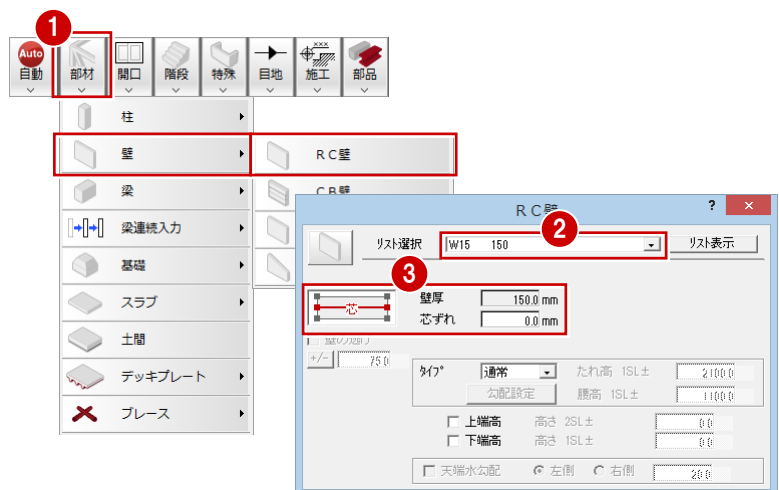 1
Auto
自動
部材
開口
階段
特殊
目地
×××
施工
部品
柱
壁
梁
梁連続入力
基礎
スラブ
土間
デッキプレート
ブレース
RC壁
CB壁
RC壁 ? ×
2
リスト選択 W15 150 リスト表示
3
芯
壁厚 150.0 mm
芯ずれ 0.0 mm
+/- 75.0
タイプ 通常 たれ高 1SL± 2100.0
勾配設定 腰高 1SL± 1100.0
上端高 高さ 2SL± 0.0
下端高 高さ 1SL± 0.0
天端水勾配 左側 右側 20.0